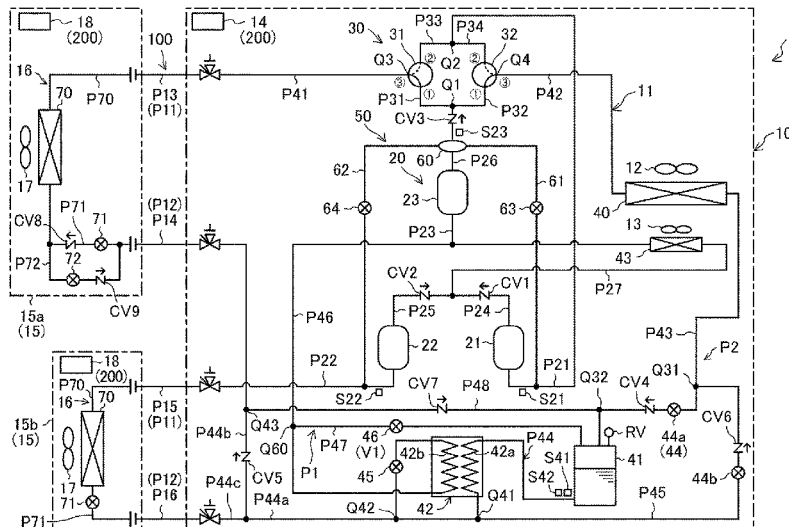 18
(200)
100
14
(200)
30
31
P33
P34
32
16
P70
Q3
②
Q2
②
Q4
1
③
③
70
P13
(P11)
P41
①
Q1
①
P42
P31
P32
11
10
CV3
S23
50
60
62
20
P26
61
12
17
(P12)
P14
64
23
63
40
CV8
P71
71
13
P23
43
P72
72
CV2
CV1
P27
CV9
P46
P25
P24
P43
15a
(15)
22
21
P2
18
(200)
P22
P21
Q31
P70
16
70
S22
CV7
P48
S21
Q32
CV4
P15
(P11)
Q43
CV6
15b
(15)
P44b
Q60
P47
46
(V1)
P44
RV
44a
(44)
P1
42b
42a
S41
41
45
S42
44b
17
(P12)
P16
CV5
71
P44c
P44a
Q42
42
Q41
P45
P71